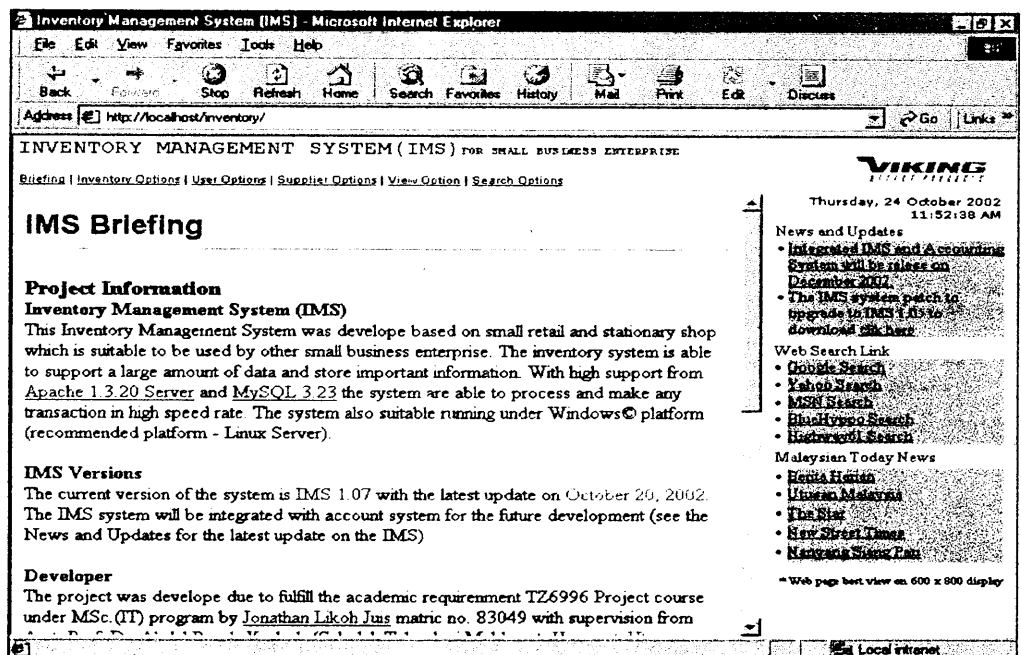 Inventory Management System (IMS) - Microsoft Internet Explorer
File Edit View Favorites Tools Help
Back Forward Stop Refresh Home Search Favorites History Mail Print Edit Discuss
Address http://localhost/inventory/ Go Links »
INVENTORY MANAGEMENT SYSTEM(IMS) FOR SMALL BUSINESS ENTERPRISE
Briefing | Inventory Options | User Options | Supplier Options | View Option | Search Options
IMS Briefing
Project Information
Inventory Management System (IMS)
This Inventory Management System was develope based on small retail and stationary shop
which is suitable to be used by other small business enterprise. The inventory system is able
to support a large amount of data and store important information. With high support from
Apache 1.3.20 Server and MySQL 3.23 the system are able to process and make any
transaction in high speed rate. The system also suitable running under Windows© platform
(recommended platform - Linux Server).
IMS Versions
The current version of the system is IMS 1.07 with the latest update on October 20, 2002.
The IMS system will be integrated with account system for the future development (see the
News and Updates for the latest update on the IMS)
Developer
The project was develope due to fulfill the academic requirenment TZ6996 Project course
under MSc.(IT) program by Jonathan Likoh Juis matric no. 83049 with supervision from
VIKING
Thursday, 24 October 2002
11:52:38 AM
News and Updates
• Integrated IMS and Accounting
System will be relese on
December 2002.
• The IMS system patch to
upgrade to IMS 1.05 to
download clik here
Web Search Link
• Google Search
• Yahoo Search
• MSN Search
• BlueHyppo Search
• Highway61 Search
Malaysian Today News
• Berita Harian
• Utusan Malaysia
• The Star
• New Street Times
• Nanyang Siang Pau
** Web page best view on 600 x 800 display
Local intranet